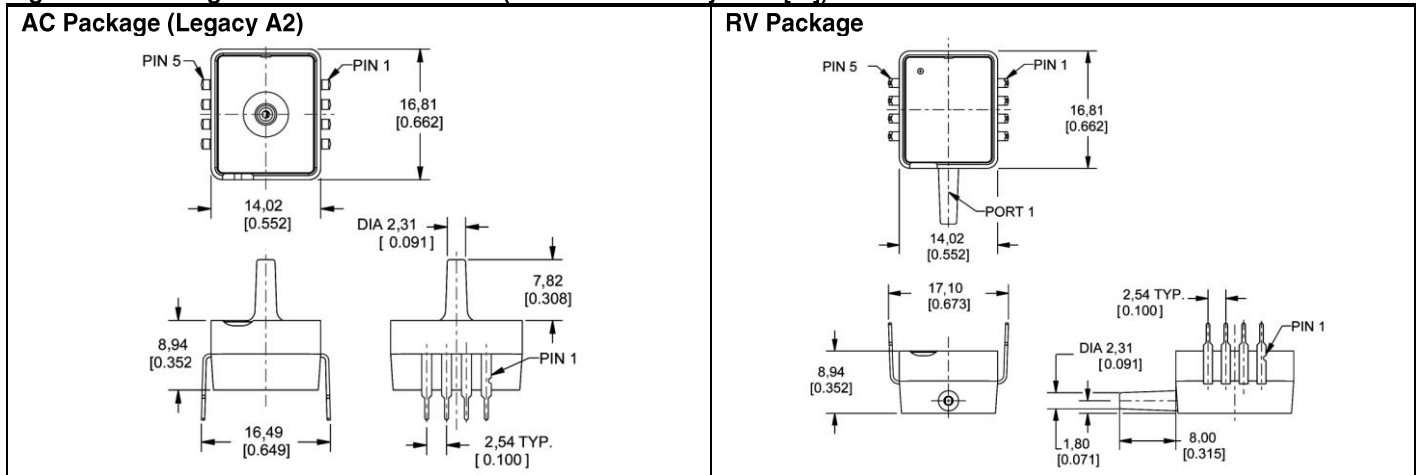 AC Package (Legacy A2)
PIN 5
PIN 1
16,81
[0.662]
14,02
[0.552]
DIA 2,31
[ 0.091]
7,82
[0.308]
8,94
[0.352
PIN 1
16,49
[0.649]
2,54 TYP.
[ 0.100 ]
RV Package
PIN 5
PIN 1
16,81
[0.662]
PORT 1
14,02
[0.552]
17,10
[0.673]
2,54 TYP.
[0.100 ]
PIN 1
DIA 2,31
[0.091]
8,94
[0.352]
1,80
[0.071]
8,00
[0.315]